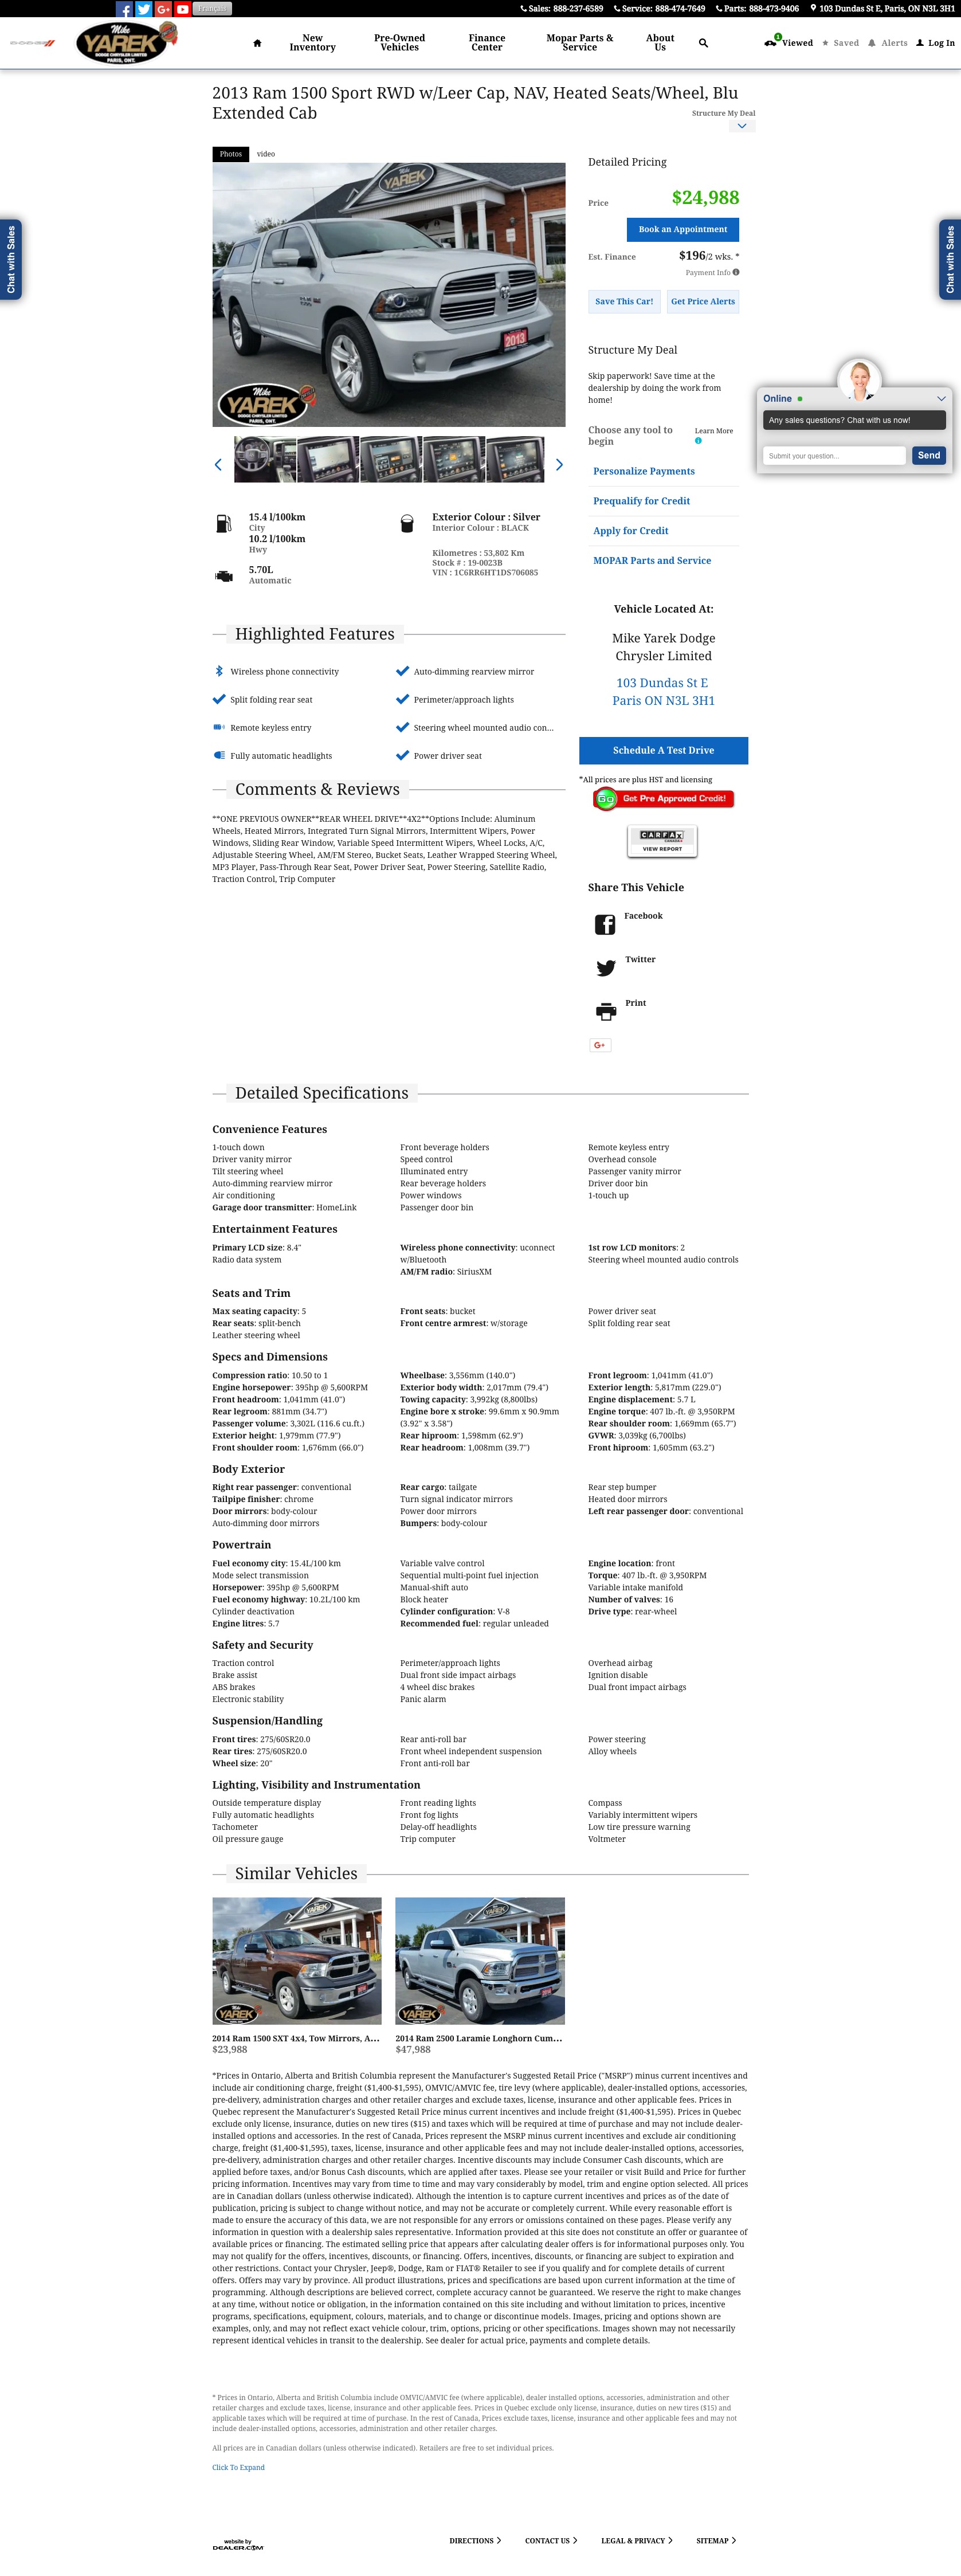 Français
Sales: 888-237-6589 Service: 888-474-7649 Parts: 888-473-9406 103 Dundas St E, Paris, ON N3L 3H1
DODGE
Mike
YAREK
DODGE CHRYSLER LIMITED
PARIS, ONT.
New Inventory
Pre-Owned Vehicles
Finance Center
Mopar Parts & Service
About Us
1
Viewed
Saved
Alerts
Log In
2013 Ram 1500 Sport RWD w/Leer Cap, NAV, Heated Seats/Wheel, Blu
Extended Cab
Structure My Deal
Chat with Sales
Chat with Sales
Photos
video
YAREK
2013
Mike
YAREK
DODGE CHRYSLER LIMITED
PARIS, ONT.
Detailed Pricing
Price $24,988
Book an Appointment
Est. Finance $196/2 wks. *
Payment Info
Save This Car!
Get Price Alerts
Structure My Deal
Skip paperwork! Save time at the
dealership by doing the work from
home!
Choose any tool to
begin
Learn More
Personalize Payments
Prequalify for Credit
Apply for Credit
MOPAR Parts and Service
Online
Any sales questions? Chat with us now!
Submit your question...
Send
15.4 l/100km
City
10.2 l/100km
Hwy
5.70L
Automatic
Exterior Colour : Silver
Interior Colour : BLACK
Kilometres : 53,802 Km
Stock # : 19-0023B
VIN : 1C6RR6HT1DS706085
Vehicle Located At:
Mike Yarek Dodge
Chrysler Limited
103 Dundas St E
Paris ON N3L 3H1
Schedule A Test Drive
*All prices are plus HST and licensing
GO Get Pre Approved Credit!
CARFAX
CANADA
VIEW REPORT
Share This Vehicle
Facebook
Twitter
Print
G+
Highlighted Features
Wireless phone connectivity
Auto-dimming rearview mirror
Split folding rear seat
Perimeter/approach lights
Remote keyless entry
Steering wheel mounted audio con...
Fully automatic headlights
Power driver seat
Comments & Reviews
**ONE PREVIOUS OWNER**REAR WHEEL DRIVE**4X2**Options Include: Aluminum
Wheels, Heated Mirrors, Integrated Turn Signal Mirrors, Intermittent Wipers, Power
Windows, Sliding Rear Window, Variable Speed Intermittent Wipers, Wheel Locks, A/C,
Adjustable Steering Wheel, AM/FM Stereo, Bucket Seats, Leather Wrapped Steering Wheel,
MP3 Player, Pass-Through Rear Seat, Power Driver Seat, Power Steering, Satellite Radio,
Traction Control, Trip Computer
Detailed Specifications
Convenience Features
1-touch down
Driver vanity mirror
Tilt steering wheel
Auto-dimming rearview mirror
Air conditioning
Garage door transmitter: HomeLink
Front beverage holders
Speed control
Illuminated entry
Rear beverage holders
Power windows
Passenger door bin
Remote keyless entry
Overhead console
Passenger vanity mirror
Driver door bin
1-touch up
Entertainment Features
Primary LCD size: 8.4"
Radio data system
Wireless phone connectivity: uconnect
w/Bluetooth
AM/FM radio: SiriusXM
1st row LCD monitors: 2
Steering wheel mounted audio controls
Seats and Trim
Max seating capacity: 5
Rear seats: split-bench
Leather steering wheel
Front seats: bucket
Front centre armrest: w/storage
Power driver seat
Split folding rear seat
Specs and Dimensions
Compression ratio: 10.50 to 1
Engine horsepower: 395hp @ 5,600RPM
Front headroom: 1,041mm (41.0")
Rear legroom: 881mm (34.7")
Passenger volume: 3,302L (116.6 cu.ft.)
Exterior height: 1,979mm (77.9")
Front shoulder room: 1,676mm (66.0")
Wheelbase: 3,556mm (140.0")
Exterior body width: 2,017mm (79.4")
Towing capacity: 3,992kg (8,800lbs)
Engine bore x stroke: 99.6mm x 90.9mm
(3.92" x 3.58")
Rear hiproom: 1,598mm (62.9")
Rear headroom: 1,008mm (39.7")
Front legroom: 1,041mm (41.0")
Exterior length: 5,817mm (229.0")
Engine displacement: 5.7 L
Engine torque: 407 lb.-ft. @ 3,950RPM
Rear shoulder room: 1,669mm (65.7")
GVWR: 3,039kg (6,700lbs)
Front hiproom: 1,605mm (63.2")
Body Exterior
Right rear passenger: conventional
Tailpipe finisher: chrome
Door mirrors: body-colour
Auto-dimming door mirrors
Rear cargo: tailgate
Turn signal indicator mirrors
Power door mirrors
Bumpers: body-colour
Rear step bumper
Heated door mirrors
Left rear passenger door: conventional
Powertrain
Fuel economy city: 15.4L/100 km
Mode select transmission
Horsepower: 395hp @ 5,600RPM
Fuel economy highway: 10.2L/100 km
Cylinder deactivation
Engine litres: 5.7
Variable valve control
Sequential multi-point fuel injection
Manual-shift auto
Block heater
Cylinder configuration: V-8
Recommended fuel: regular unleaded
Engine location: front
Torque: 407 lb.-ft. @ 3,950RPM
Variable intake manifold
Number of valves: 16
Drive type: rear-wheel
Safety and Security
Traction control
Brake assist
ABS brakes
Electronic stability
Perimeter/approach lights
Dual front side impact airbags
4 wheel disc brakes
Panic alarm
Overhead airbag
Ignition disable
Dual front impact airbags
Suspension/Handling
Front tires: 275/60SR20.0
Rear tires: 275/60SR20.0
Wheel size: 20"
Rear anti-roll bar
Front wheel independent suspension
Front anti-roll bar
Power steering
Alloy wheels
Lighting, Visibility and Instrumentation
Outside temperature display
Fully automatic headlights
Tachometer
Oil pressure gauge
Front reading lights
Front fog lights
Delay-off headlights
Trip computer
Compass
Variably intermittent wipers
Low tire pressure warning
Voltmeter
Similar Vehicles
YAREK
YAREK
YAREK
YAREK
2014 Ram 1500 SXT 4x4, Tow Mirrors, A...
$23,988
2014 Ram 2500 Laramie Longhorn Cum...
$47,988
*Prices in Ontario, Alberta and British Columbia represent the Manufacturer's Suggested Retail Price ("MSRP") minus current incentives and
include air conditioning charge, freight ($1,400-$1,595), OMVIC/AMVIC fee, tire levy (where applicable), dealer-installed options, accessories,
pre-delivery, administration charges and other retailer charges and exclude taxes, license, insurance and other applicable fees. Prices in
Quebec represent the Manufacturer's Suggested Retail Price minus current incentives and include freight ($1,400-$1,595). Prices in Quebec
exclude only license, insurance, duties on new tires ($15) and taxes which will be required at time of purchase and may not include dealer-
installed options and accessories. In the rest of Canada, Prices represent the MSRP minus current incentives and exclude air conditioning
charge, freight ($1,400-$1,595), taxes, license, insurance and other applicable fees and may not include dealer-installed options, accessories,
pre-delivery, administration charges and other retailer charges. Incentive discounts may include Consumer Cash discounts, which are
applied before taxes, and/or Bonus Cash discounts, which are applied after taxes. Please see your retailer or visit Build and Price for further
pricing information. Incentives may vary from time to time and may vary considerably by model, trim and engine option selected. All prices
are in Canadian dollars (unless otherwise indicated). Although the intention is to capture current incentives and prices as of the date of
publication, pricing is subject to change without notice, and may not be accurate or completely current. While every reasonable effort is
made to ensure the accuracy of this data, we are not responsible for any errors or omissions contained on these pages. Please verify any
information in question with a dealership sales representative. Information provided at this site does not constitute an offer or guarantee of
available prices or financing. The estimated selling price that appears after calculating dealer offers is for informational purposes only. You
may not qualify for the offers, incentives, discounts, or financing. Offers, incentives, discounts, or financing are subject to expiration and
other restrictions. Contact your Chrysler, Jeep®, Dodge, Ram or FIAT® Retailer to see if you qualify and for complete details of current
offers. Offers may vary by province. All product illustrations, prices and specifications are based upon current information at the time of
programming. Although descriptions are believed correct, complete accuracy cannot be guaranteed. We reserve the right to make changes
at any time, without notice or obligation, in the information contained on this site including and without limitation to prices, incentive
programs, specifications, equipment, colours, materials, and to change or discontinue models. Images, pricing and options shown are
examples, only, and may not reflect exact vehicle colour, trim, options, pricing or other specifications. Images shown may not necessarily
represent identical vehicles in transit to the dealership. See dealer for actual price, payments and complete details.
* Prices in Ontario, Alberta and British Columbia include OMVIC/AMVIC fee (where applicable), dealer installed options, accessories, administration and other
retailer charges and exclude taxes, license, insurance and other applicable fees. Prices in Quebec exclude only license, insurance, duties on new tires ($15) and
applicable taxes which will be required at time of purchase. In the rest of Canada, Prices exclude taxes, license, insurance and other applicable fees and may not
include dealer-installed options, accessories, administration and other retailer charges.
All prices are in Canadian dollars (unless otherwise indicated). Retailers are free to set individual prices.
Click To Expand
website by
DEALER.COM
DIRECTIONS
CONTACT US
LEGAL & PRIVACY
SITEMAP